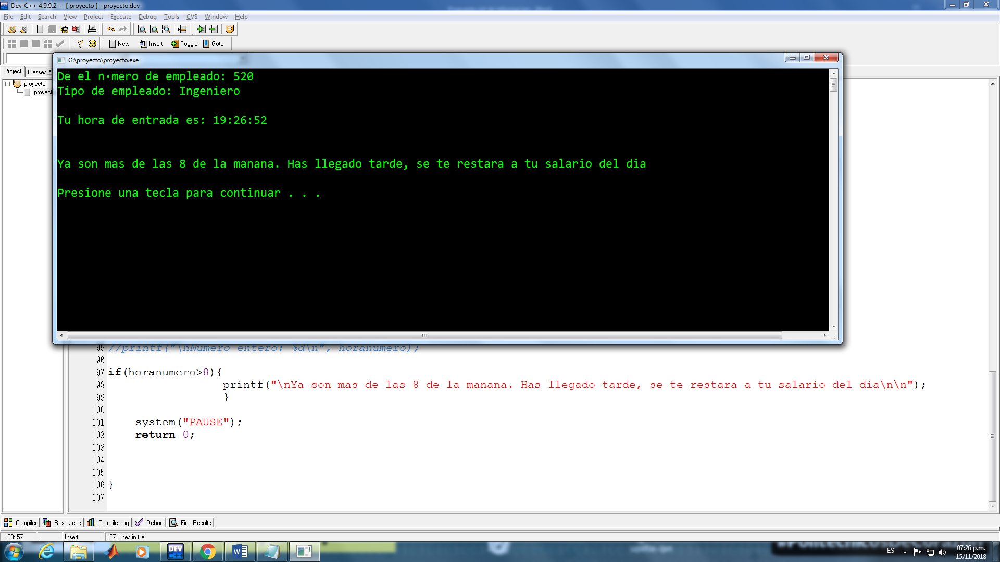 Dev-C++ 4.9.9.2 - [ proyecto ] - proyecto.dev
File Edit Search View Project Execute Debug Tools CVS Window Help
New Insert Toggle Goto
G:\proyecto\proyecto.exe
Project Classes
proyecto
proyect
De el n·mero de empleado: 520
Tipo de empleado: Ingeniero
Tu hora de entrada es: 19:26:52
Ya son mas de las 8 de la manana. Has llegado tarde, se te restara a tu salario del dia
Presione una tecla para continuar . . .
95 //printf("\nNumero entero: %d\n", horanumero);
96
97 if(horanumero>8){
98 printf("\nYa son mas de las 8 de la manana. Has llegado tarde, se te restara a tu salario del dia\n\n");
99 }
100
101 system("PAUSE");
102 return 0;
103
104
105
106 }
107
Compiler Resources Compile Log Debug Find Results
98: 57 Insert 107 Lines in file
DEV C++ ES 07:26 p.m.
15/11/2018